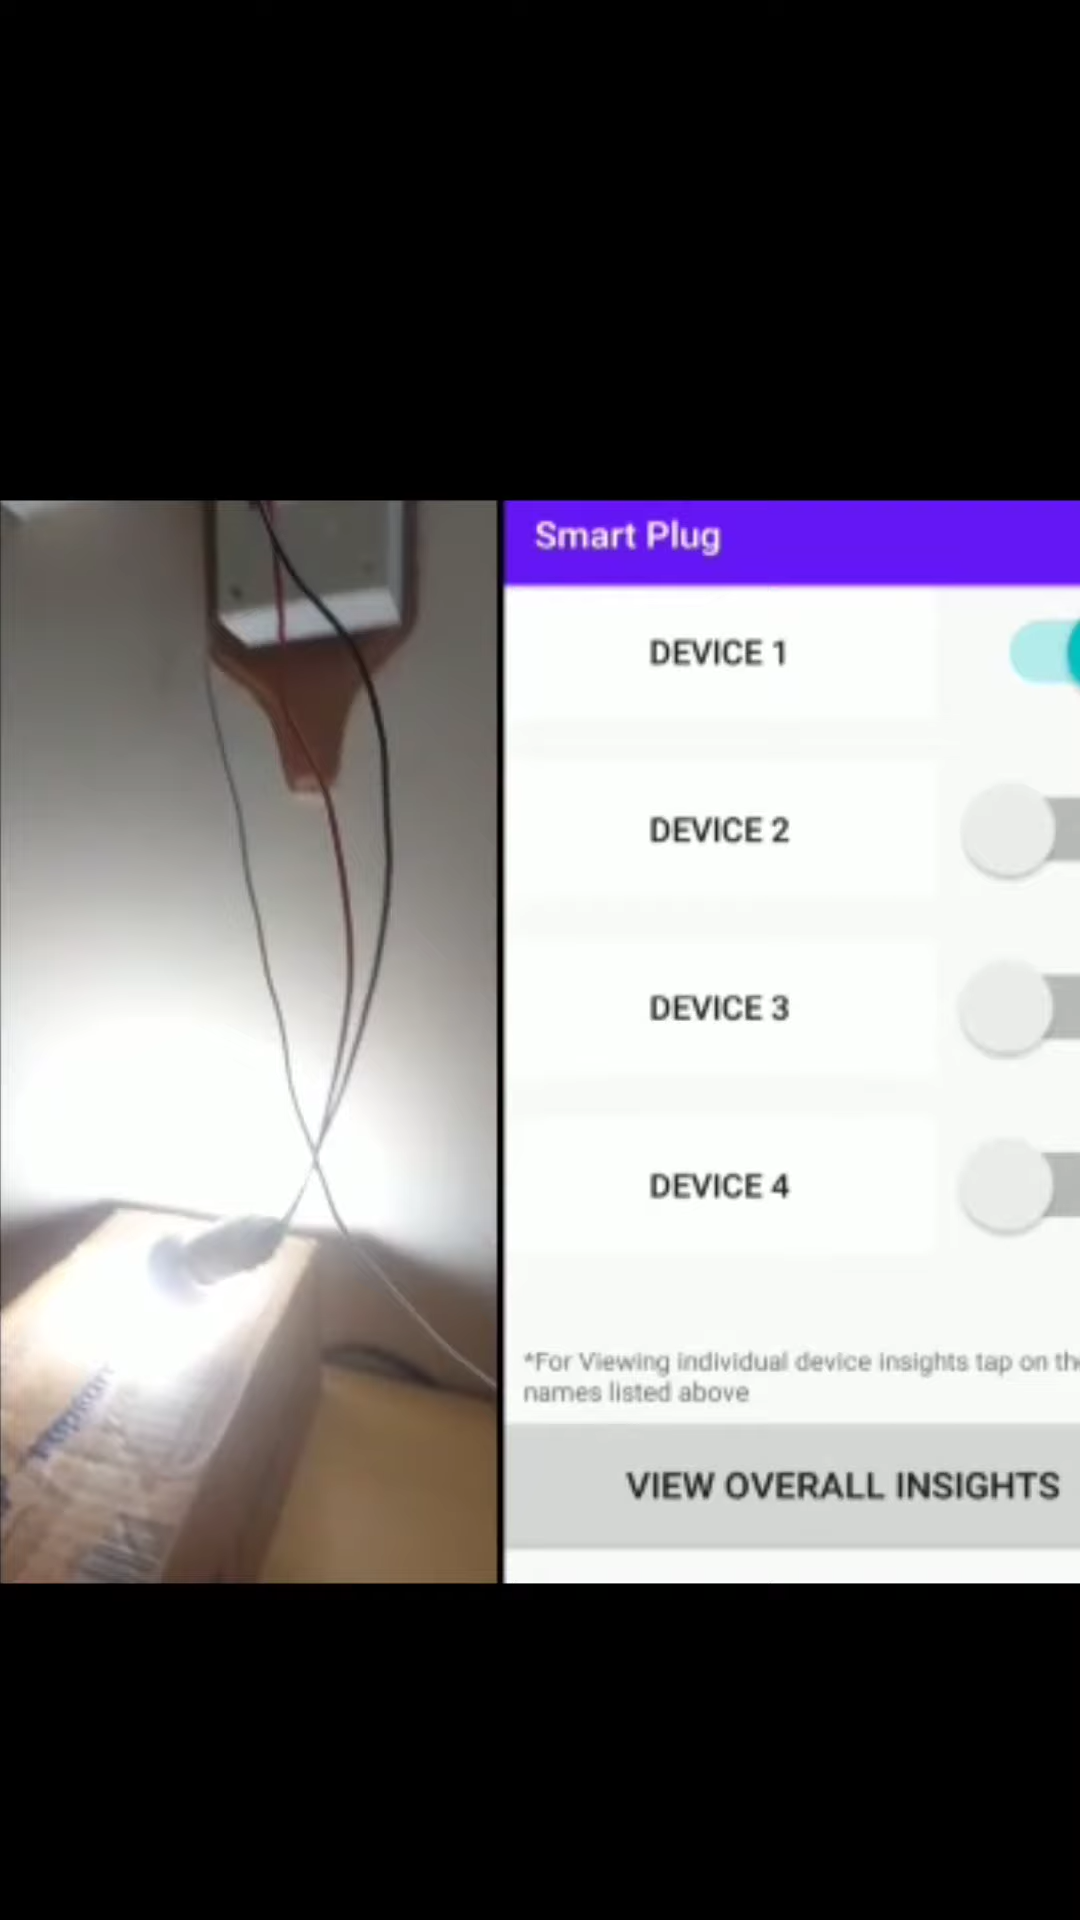 Smart Plug
DEVICE 1
DEVICE 2
DEVICE 3
DEVICE 4
*For Viewing individual device insights tap on the
names listed above
VIEW OVERALL INSIGHTS